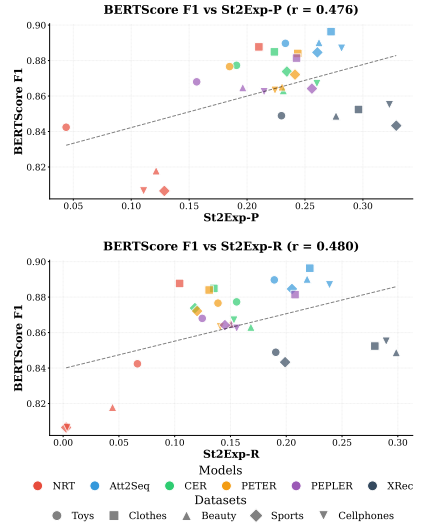 BERTScore F1 vs St2Exp-P (r = 0.476)
BERTScore F1
0.90
0.88
0.86
0.84
0.82
0.05 0.10 0.15 0.20 0.25 0.30
St2Exp-P
BERTScore F1 vs St2Exp-R (r = 0.480)
BERTScore F1
0.90
0.88
0.86
0.84
0.82
0.00 0.05 0.10 0.15 0.20 0.25 0.30
St2Exp-R
Models
NRT Att2Seq CER PETER PEPLER XRec
Datasets
Toys Clothes Beauty Sports Cellphones